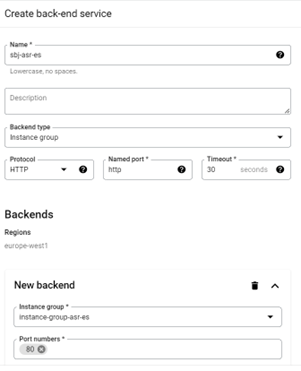 Create back-end service
Name *
sbj-asr-es
Lowercase, no spaces.
Description
Backend type
Instance group
Protocol
HTTP
Named port *
http
Timeout *
30 seconds
Backends
Regions
europe-west1
New backend
Instance group *
instance-group-asr-es
Port numbers *
80